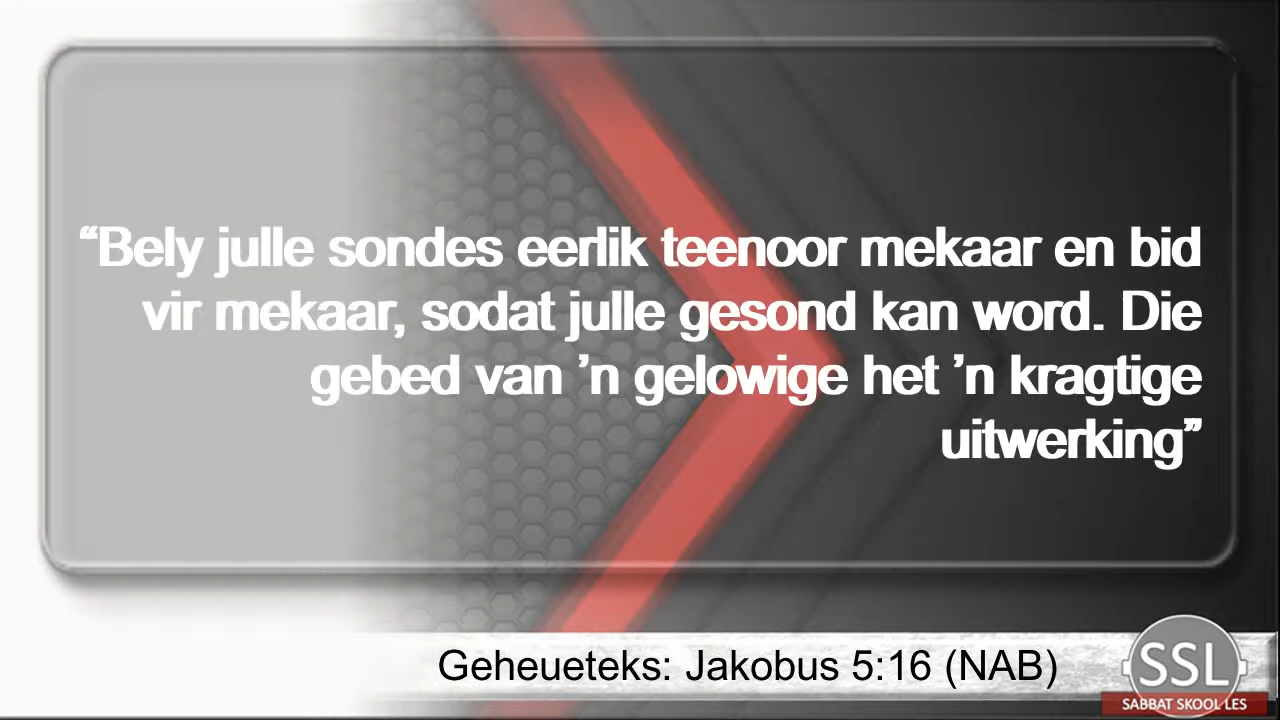 “Bely julle sondes eerlik teenoor mekaar en bid
vir mekaar, sodat julle gesond kan word. Die
gebed van ’n gelowige het ’n kragtige
uitwerking”
Geheueteks: Jakobus 5:16 (NAB)
SSL
SABBAT SKOOL LES